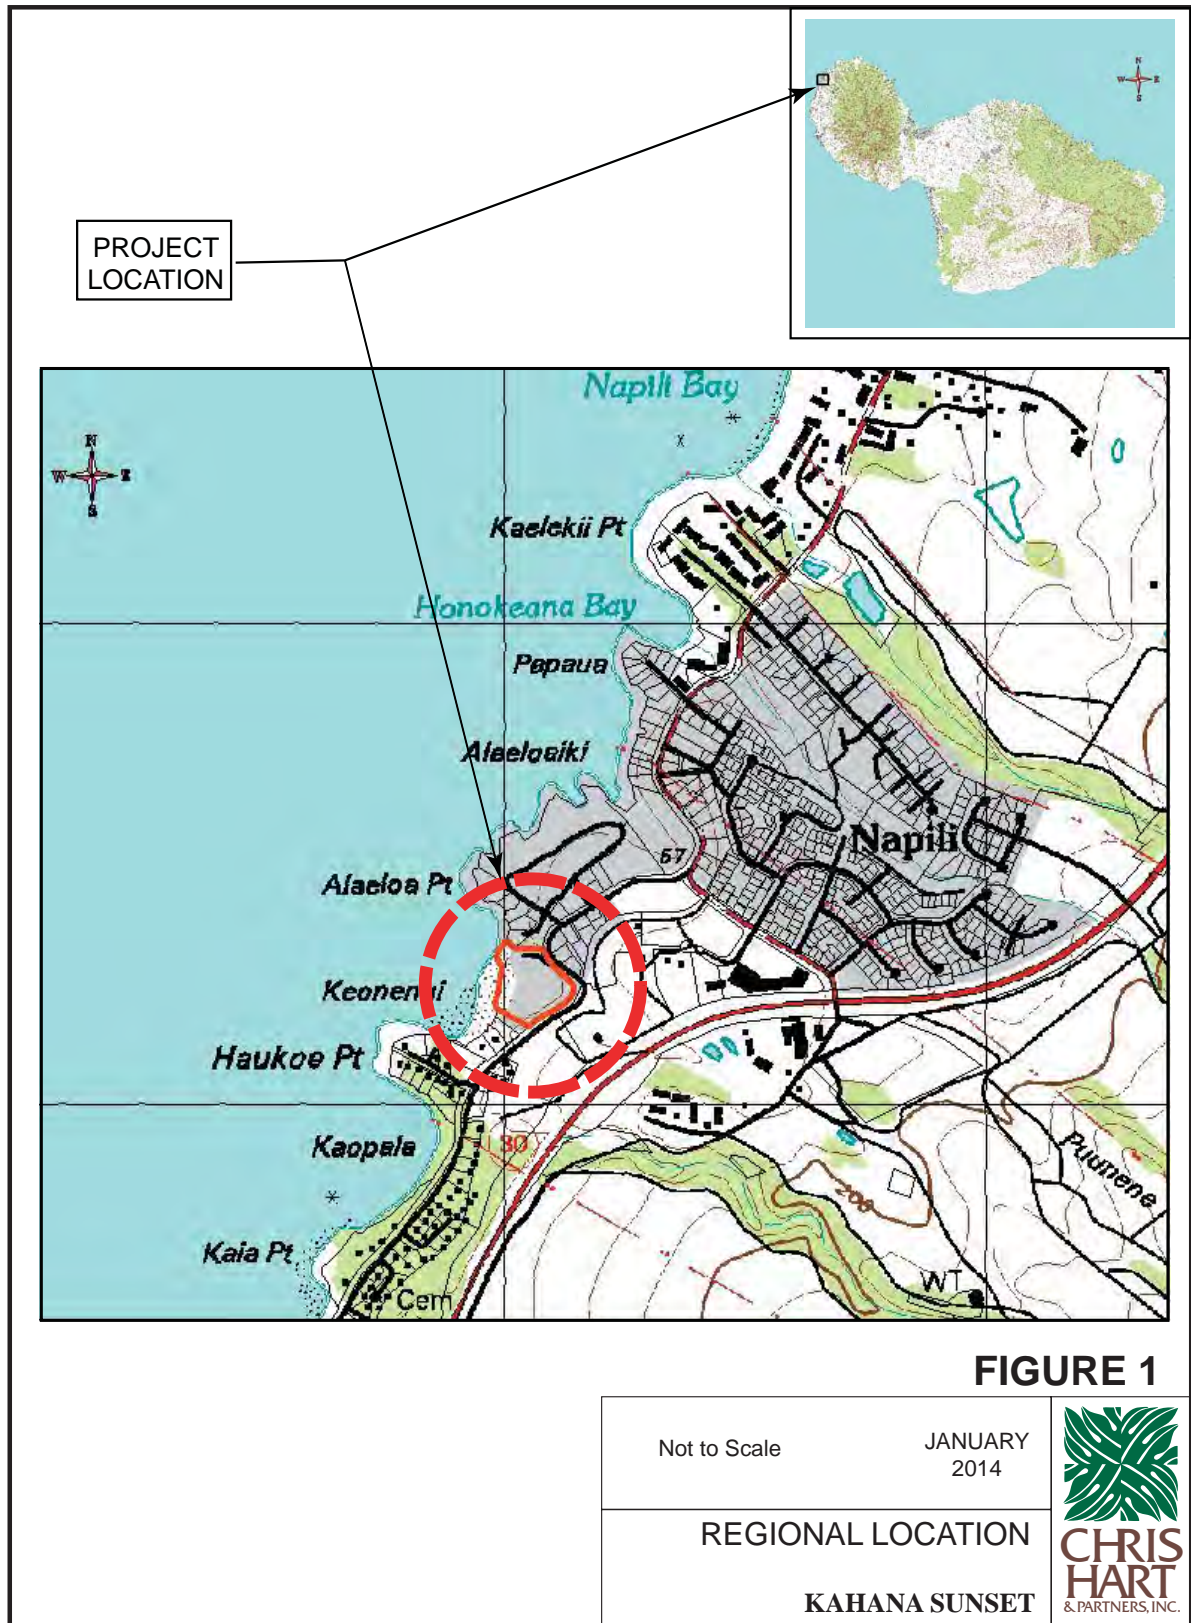 N
W E
S
PROJECT
LOCATION
Napili Bay
N
W E
S
Kaelekii Pt
Honokeana Bay
Papaua
Alaeloaiki
57
Napili
Alaeloa Pt
Keonenui
Haukoe Pt
30
Kaopala
Puunene
200
Kaia Pt
WT
Cem
FIGURE 1
Not to Scale
JANUARY
2014
REGIONAL LOCATION
KAHANA SUNSET
CHRIS
HART
& PARTNERS, INC.